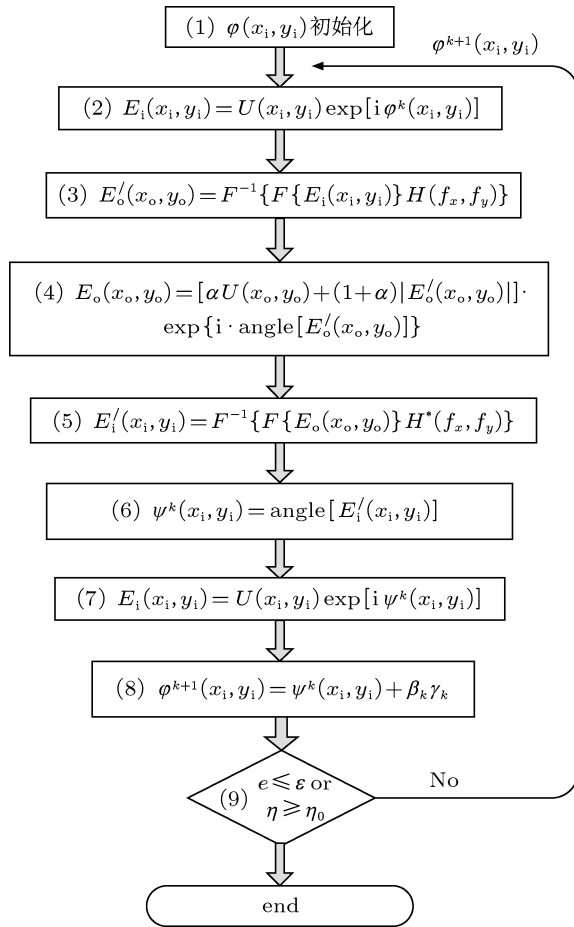 (1) φ(xᵢ,yᵢ)初始化
φᵏ⁺¹(xᵢ,yᵢ)
(2) Eᵢ(xᵢ,yᵢ)=U(xᵢ,yᵢ)exp[iφᵏ(xᵢ,yᵢ)]
(3) E′ₒ(xₒ,yₒ)=F⁻¹{F{Eᵢ(xᵢ,yᵢ)}H(fₓ,f_y)}
(4) Eₒ(xₒ,yₒ)=[αU(xₒ,yₒ)+(1+α)|E′ₒ(xₒ,yₒ)|]·
exp{i·angle[E′ₒ(xₒ,yₒ)]}
(5) E′ᵢ(xᵢ,yᵢ)=F⁻¹{F{Eₒ(xₒ,yₒ)}H*(fₓ,f_y)}
(6) ψᵏ(xᵢ,yᵢ)=angle[E′ᵢ(xᵢ,yᵢ)]
(7) Eᵢ(xᵢ,yᵢ)=U(xᵢ,yᵢ)exp[iψᵏ(xᵢ,yᵢ)]
(8) φᵏ⁺¹(xᵢ,yᵢ)=ψᵏ(xᵢ,yᵢ)+βₖγₖ
(9) e⩽ε or
η⩾η₀
No
end